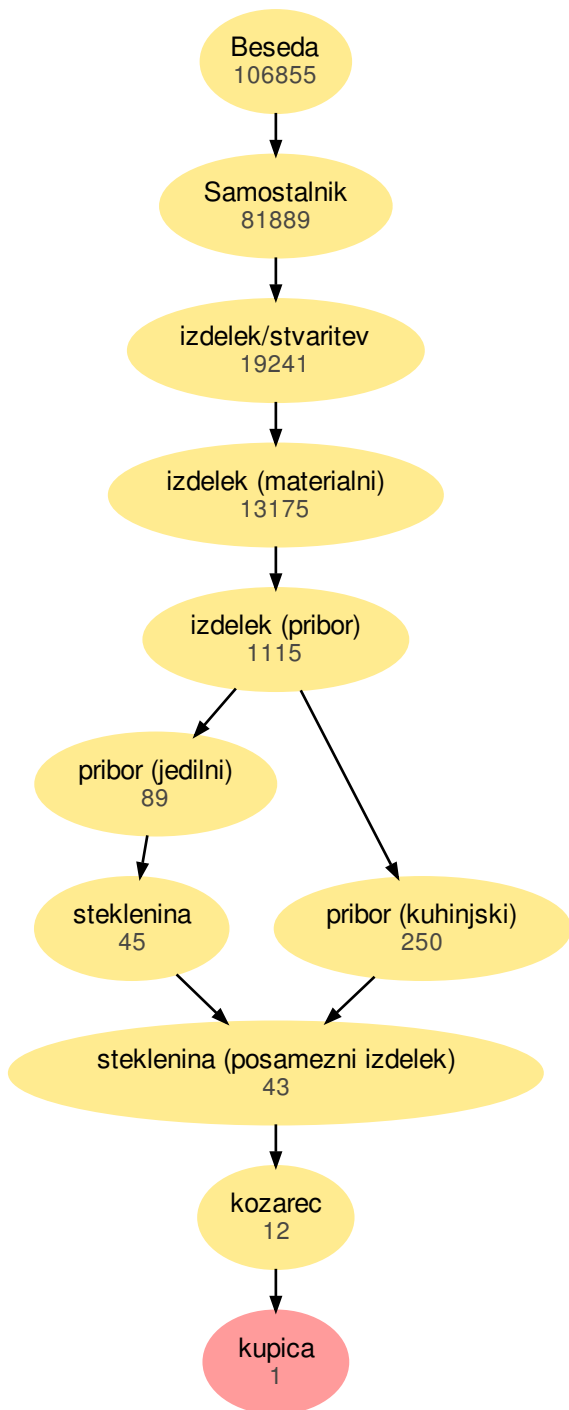 Beseda
106855
Samostalnik
81889
izdelek/stvaritev
19241
izdelek (materialni)
13175
izdelek (pribor)
1115
pribor (jedilni)
89
steklenina
45
pribor (kuhinjski)
250
steklenina (posamezni izdelek)
43
kozarec
12
kupica
1